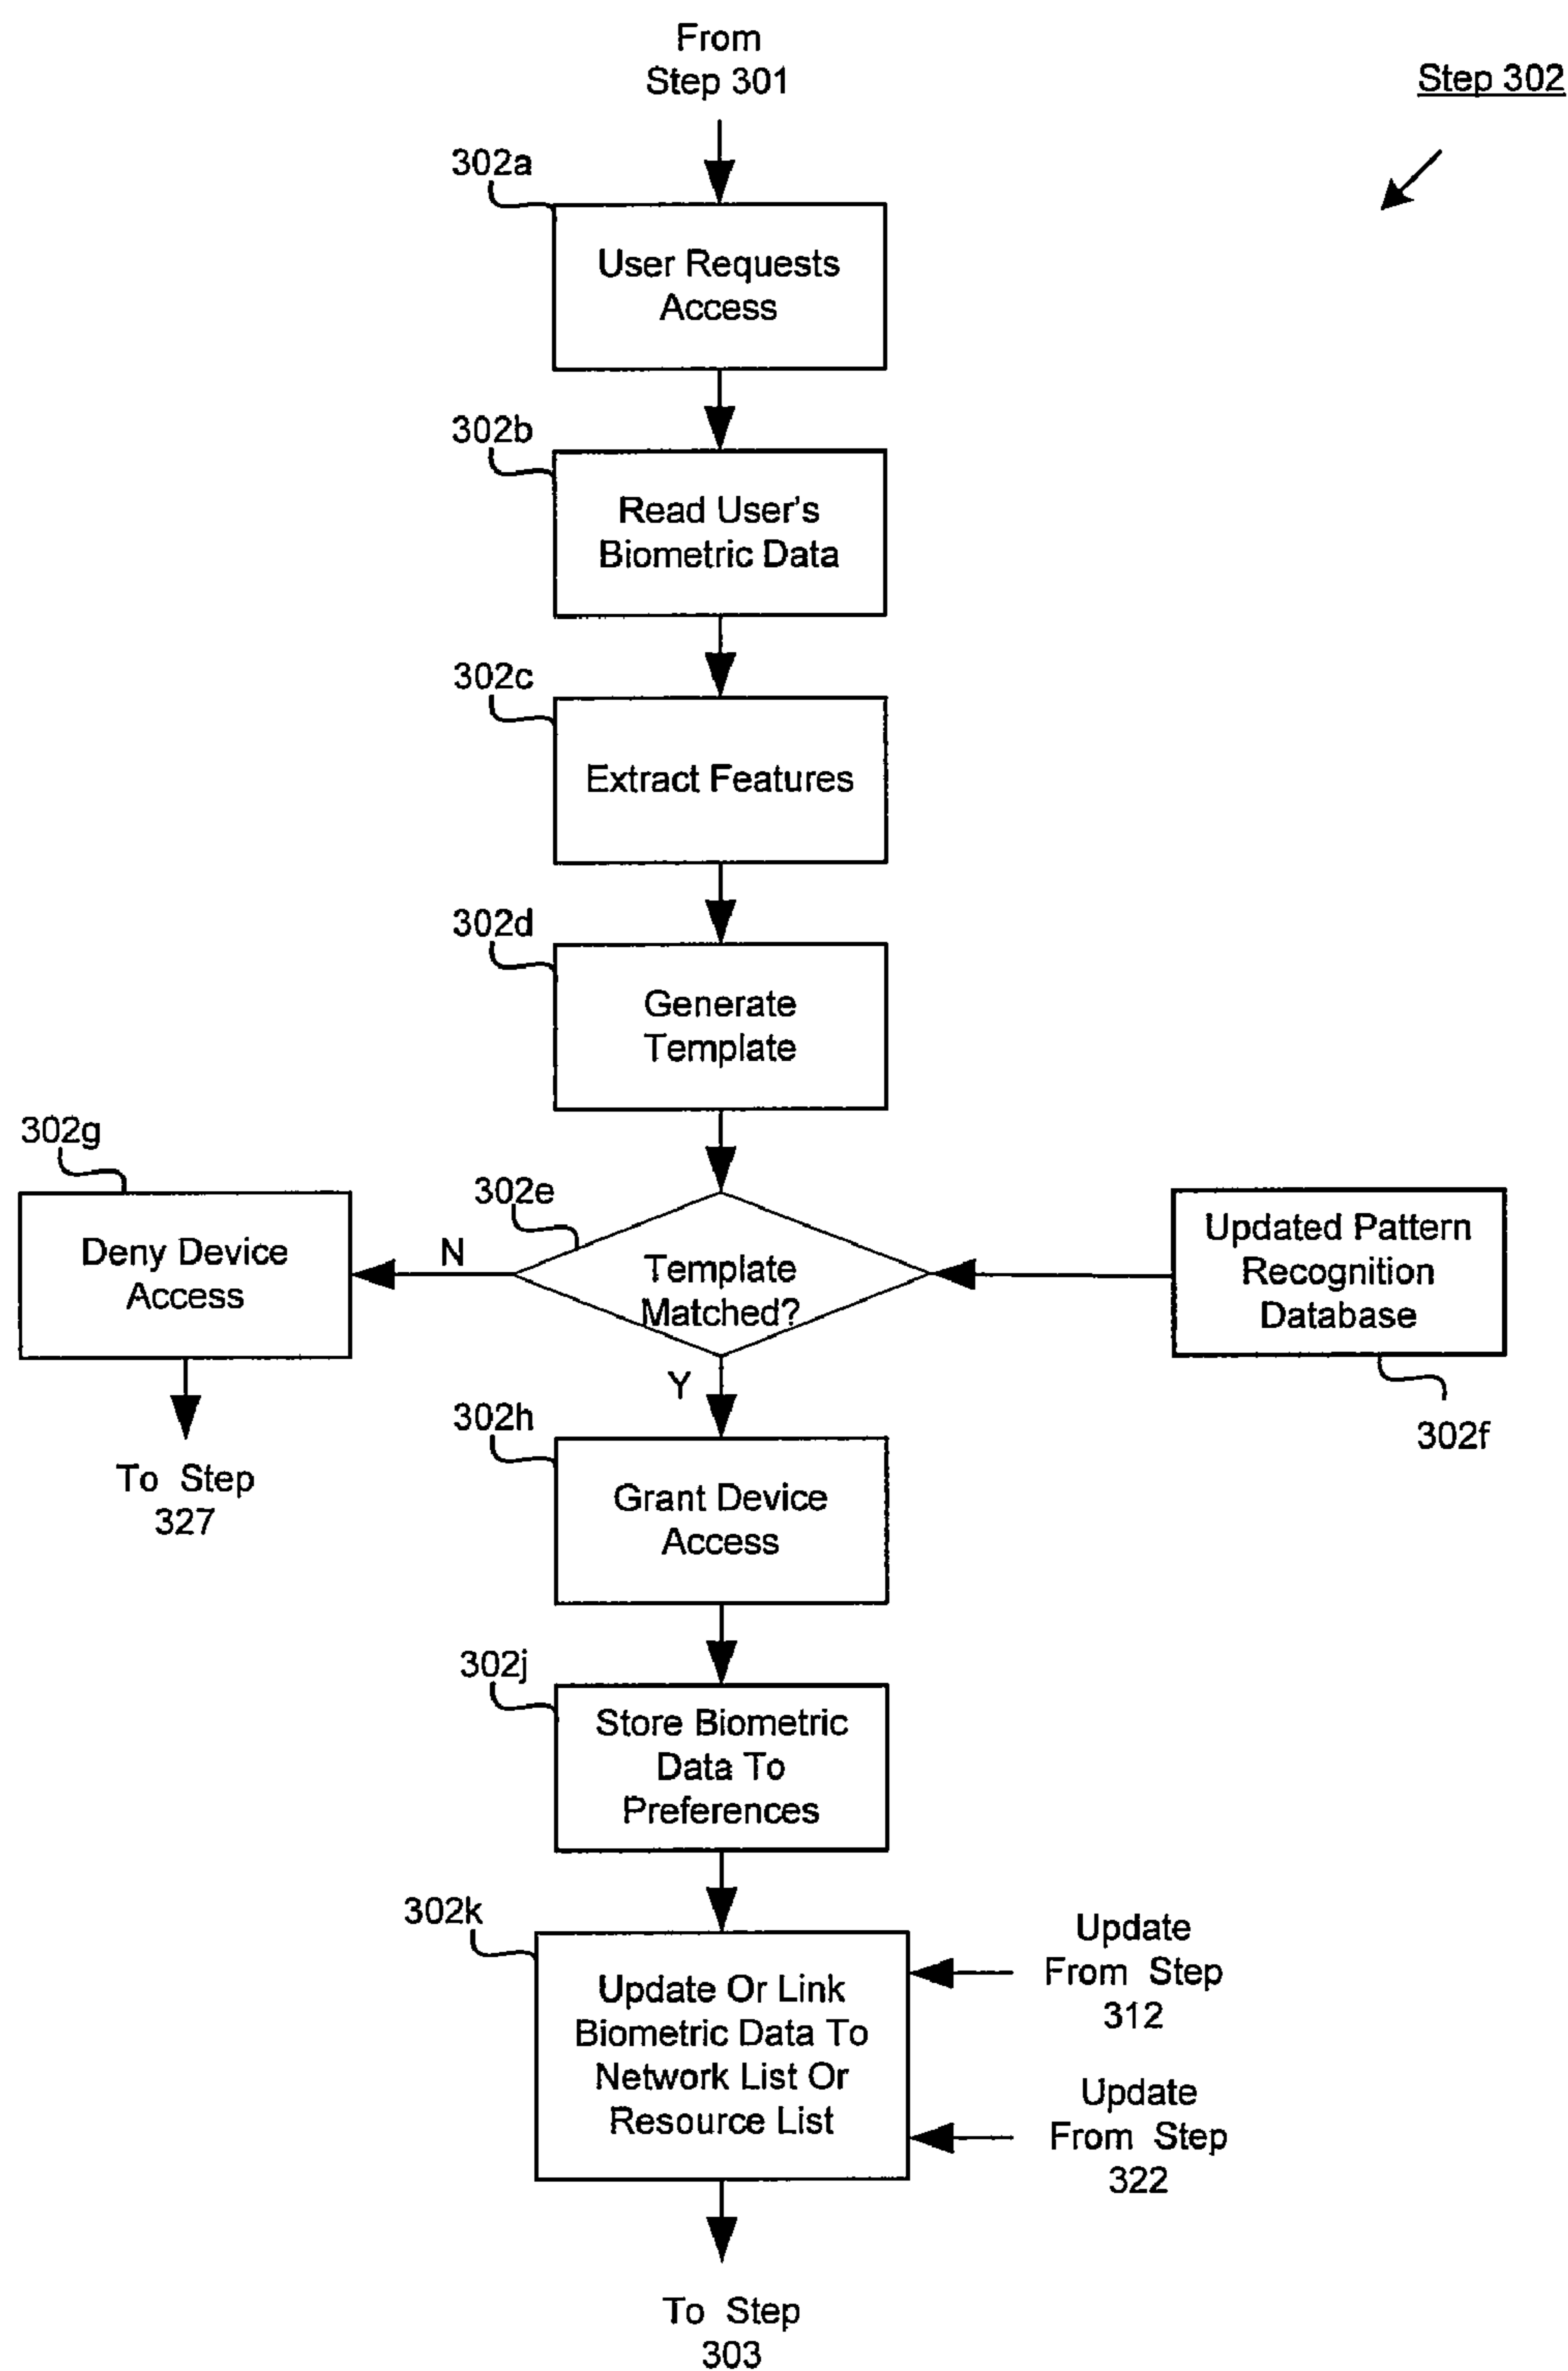 From
Step 301
Step 302
302a
User Requests
Access
302b
Read User's
Biometric Data
302c
Extract Features
302d
Generate
Template
302g
Deny Device
Access
To Step
327
N
302e
Template
Matched?
Y
Updated Pattern
Recognition
Database
302f
302h
Grant Device
Access
302j
Store Biometric
Data To
Preferences
302k
Update Or Link
Biometric Data To
Network List Or
Resource List
Update
From Step
312
Update
From Step
322
To Step
303